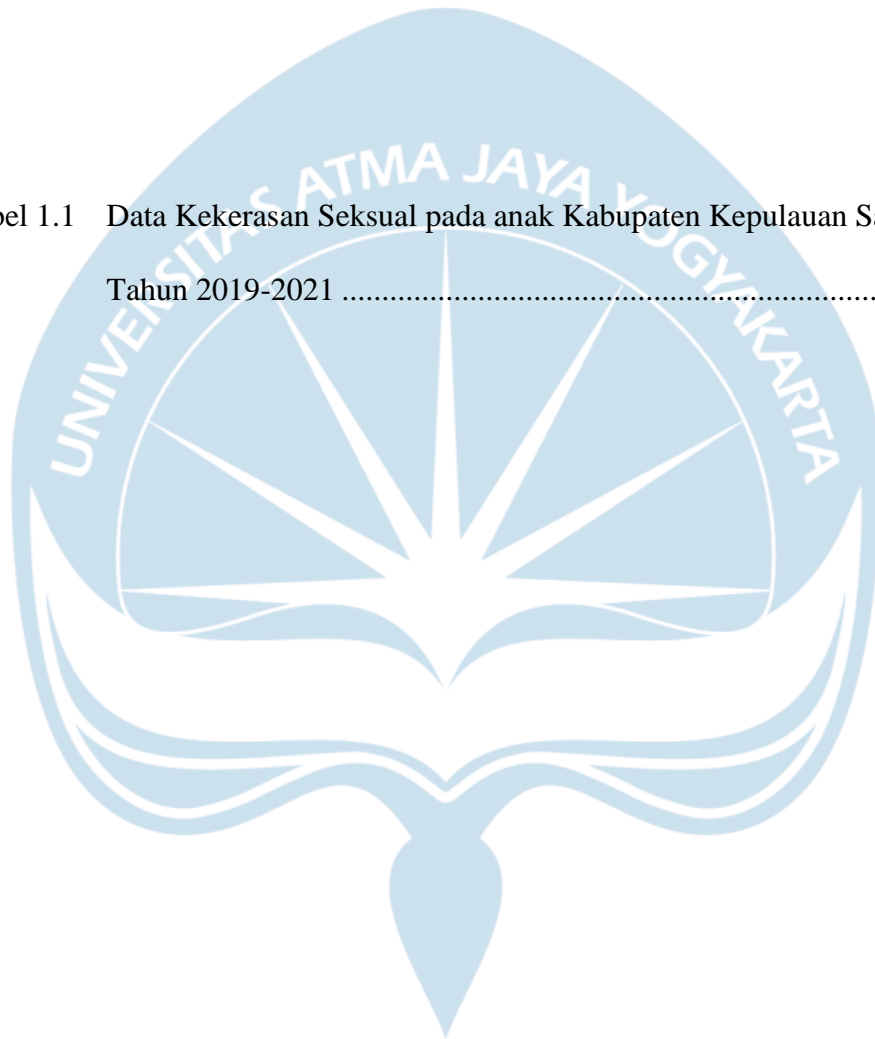 UNIVERSITAS ATMA JAYA YOGYAKARTA
bel 1.1 Data Kekerasan Seksual pada anak Kabupaten Kepulauan Sa
Tahun 2019-2021 ....................................................................